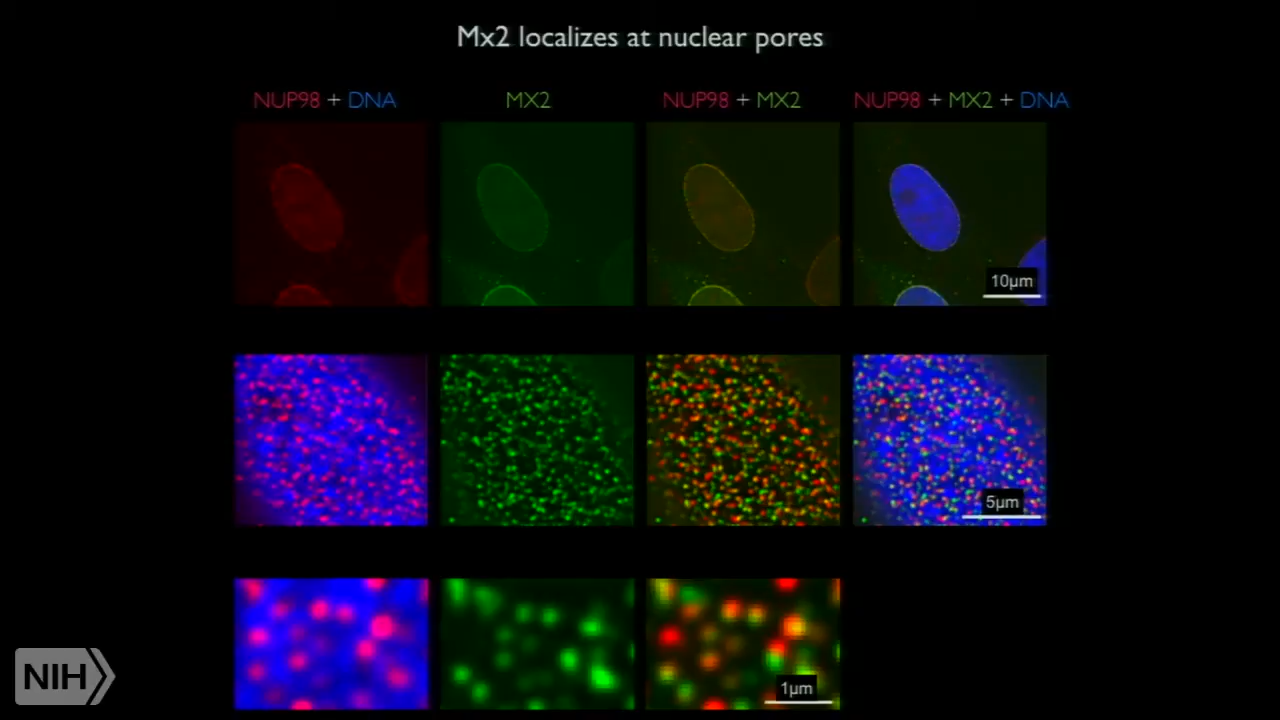 Mx2 localizes at nuclear pores
NUP98 + DNA
MX2
NUP98 + MX2
NUP98 + MX2 + DNA
10µm
5µm
1µm
NIH